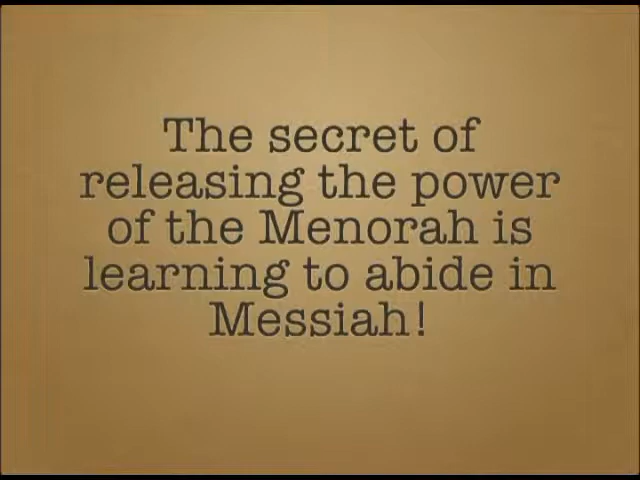 The secret of
releasing the power
of the Menorah is
learning to abide in
Messiah!